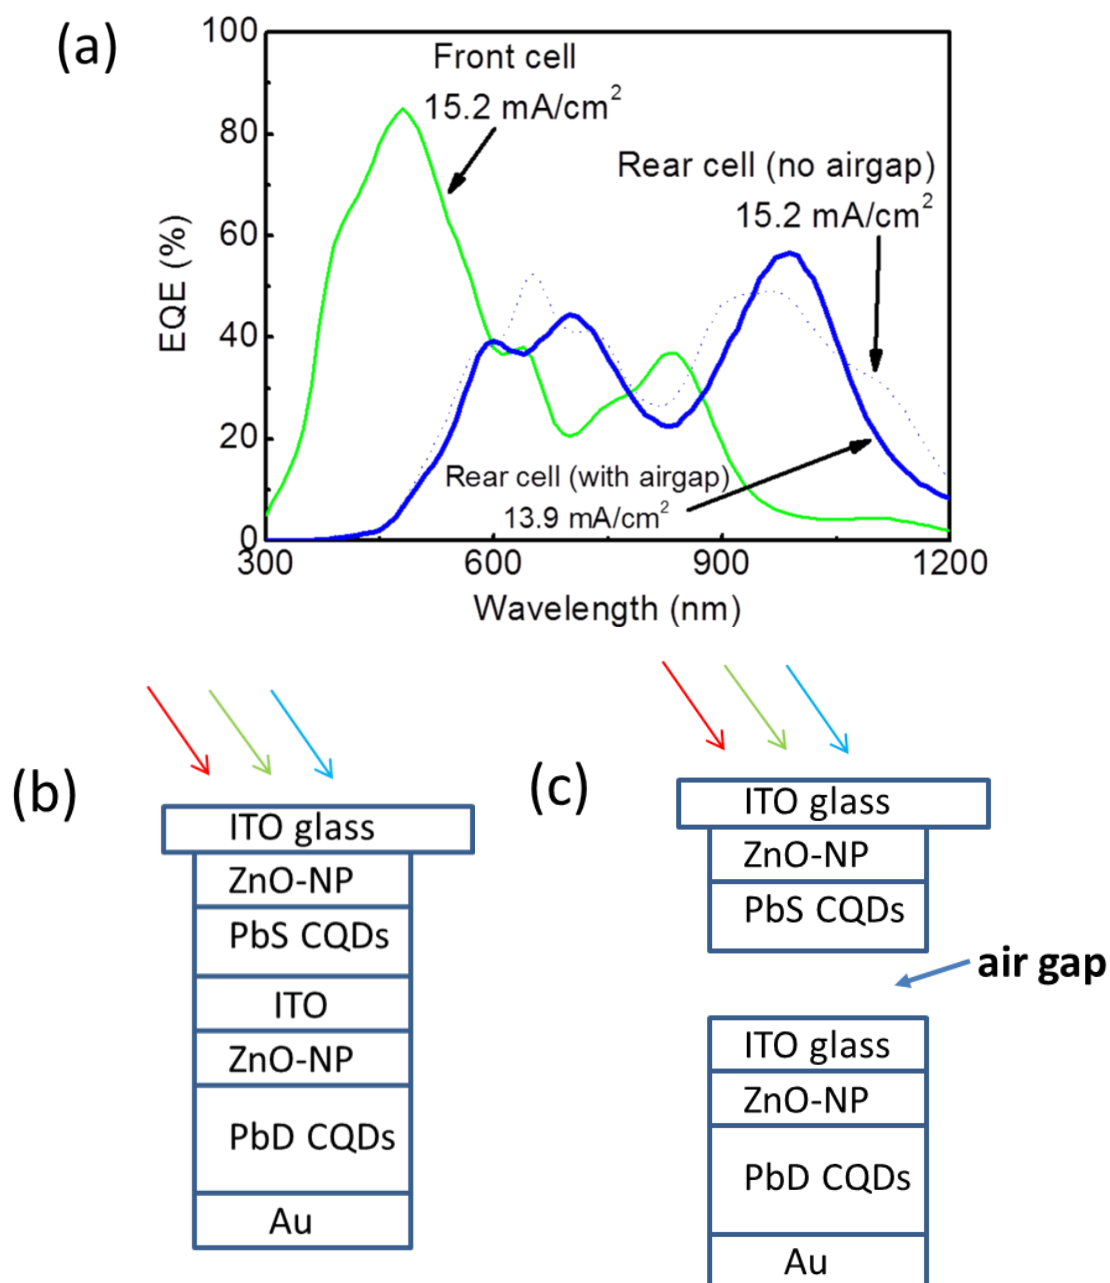 (a)
100
80
60
40
20
0
EQE (%)
Front cell
15.2 mA/cm²
Rear cell (no airgap)
15.2 mA/cm²
Rear cell (with airgap)
13.9 mA/cm²
300 600 900 1200
Wavelength (nm)
(b)
ITO glass
ZnO-NP
PbS CQDs
ITO
ZnO-NP
PbD CQDs
Au
(c)
ITO glass
ZnO-NP
PbS CQDs
air gap
ITO glass
ZnO-NP
PbD CQDs
Au